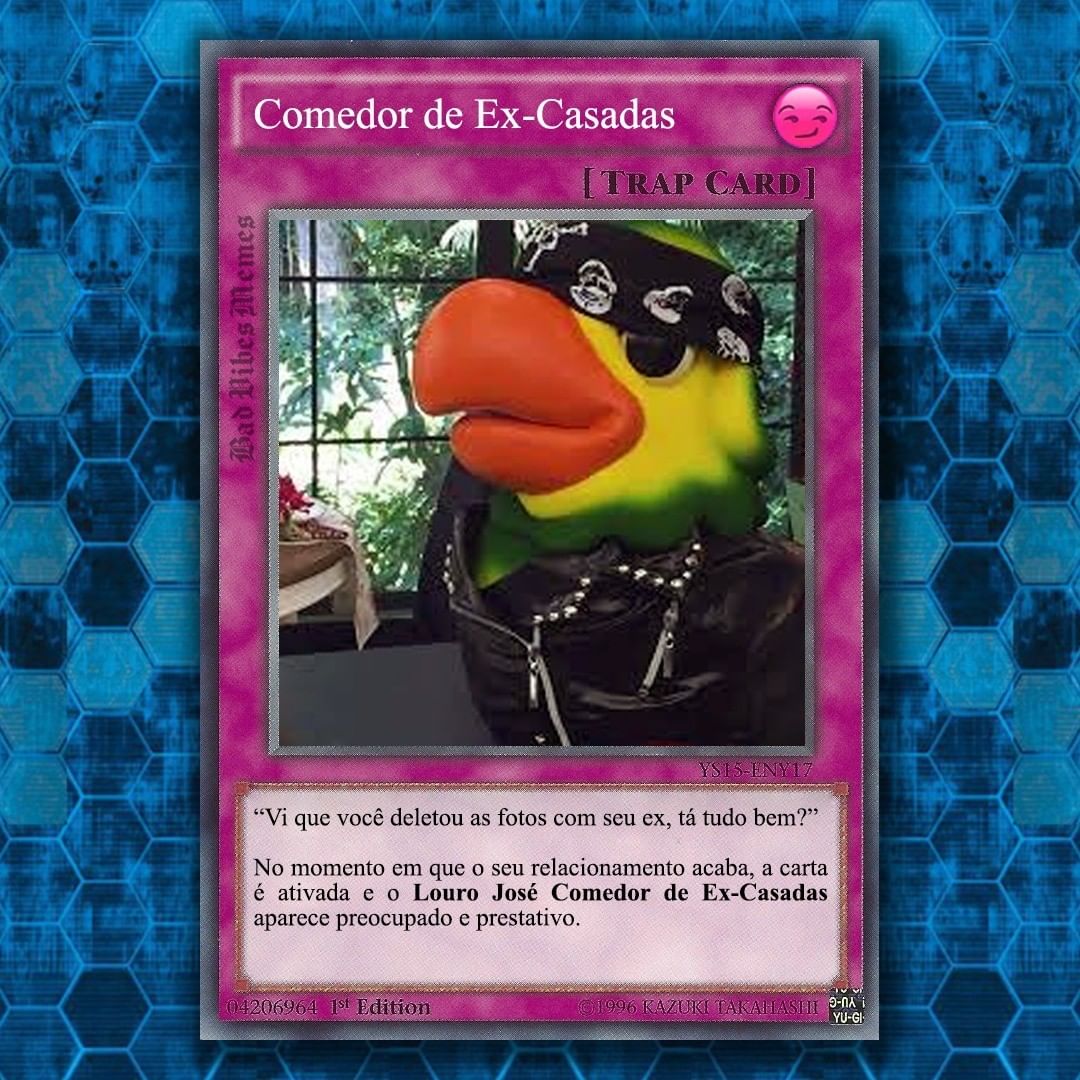 Comedor de Ex-Casadas
[TRAP CARD]
Bad Vibes Memes
YS15-ENY17
“Vi que você deletou as fotos com seu ex, tá tudo bem?”
No momento em que o seu relacionamento acaba, a carta
é ativada e o Louro José Comedor de Ex-Casadas
aparece preocupado e prestativo.
04206964 1st Edition
©1996 KAZUKI TAKAHASHI
YU-GI-